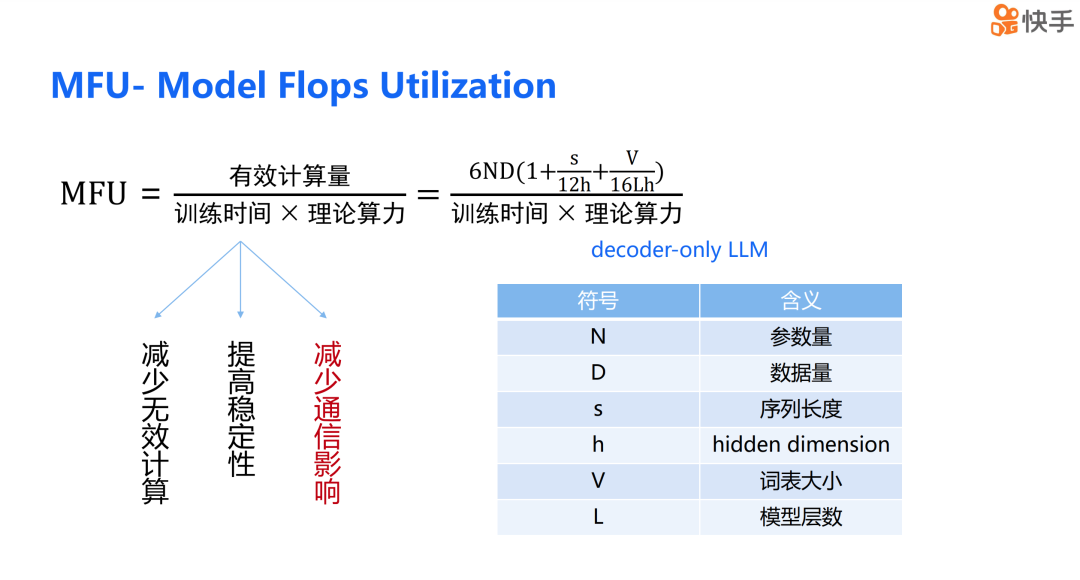 快手
MFU- Model Flops Utilization
MFU = 有效计算量 / 训练时间 × 理论算力 = 6ND(1+s/12h+V/16Lh) / 训练时间 × 理论算力
decoder-only LLM
减少无效计算
提高稳定性
减少通信影响
符号 含义
N 参数量
D 数据量
s 序列长度
h hidden dimension
V 词表大小
L 模型层数